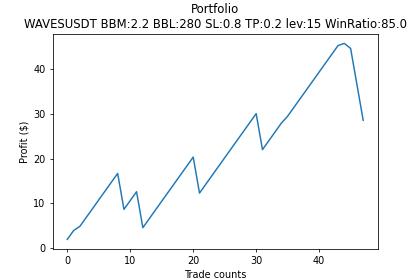 Portfolio
WAVESUSDT BBM:2.2 BBL:280 SL:0.8 TP:0.2 lev:15 WinRatio:85.0
40
30
20
10
0
Profit ($)
0 10 20 30 40
Trade counts